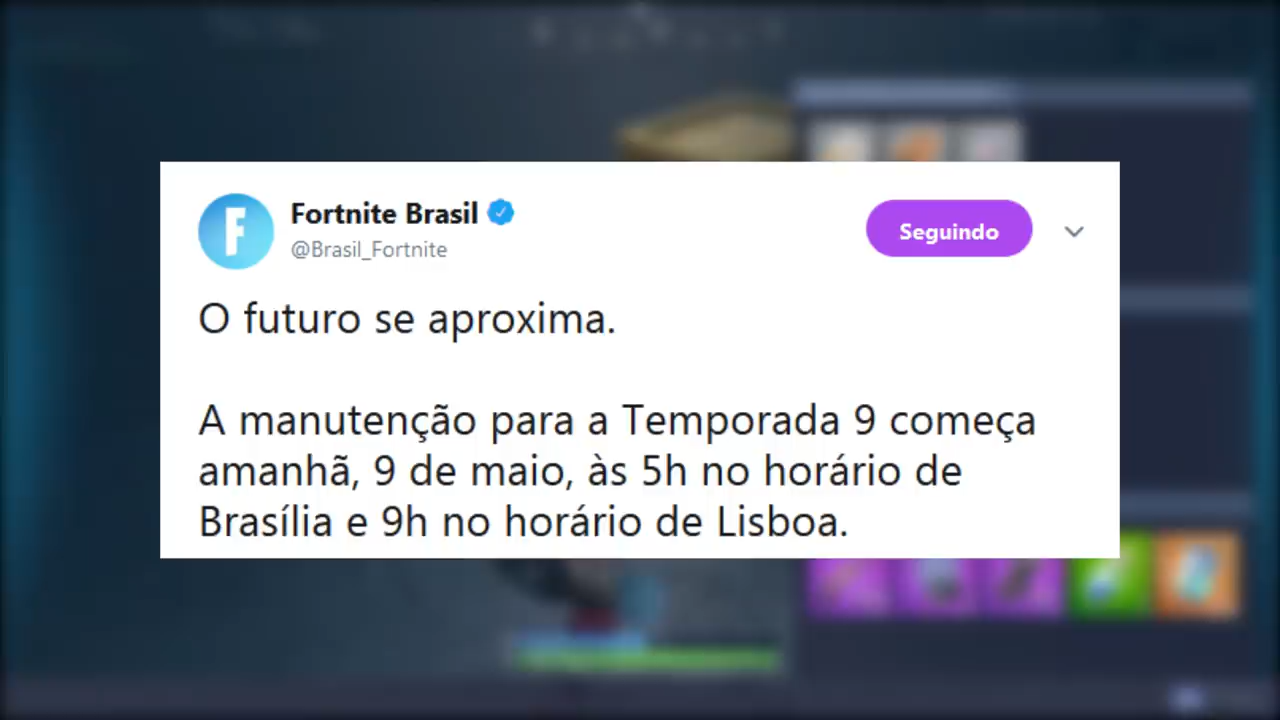 Fortnite Brasil
@Brasil_Fortnite
Seguindo
O futuro se aproxima.
A manutenção para a Temporada 9 começa
amanhã, 9 de maio, às 5h no horário de
Brasília e 9h no horário de Lisboa.